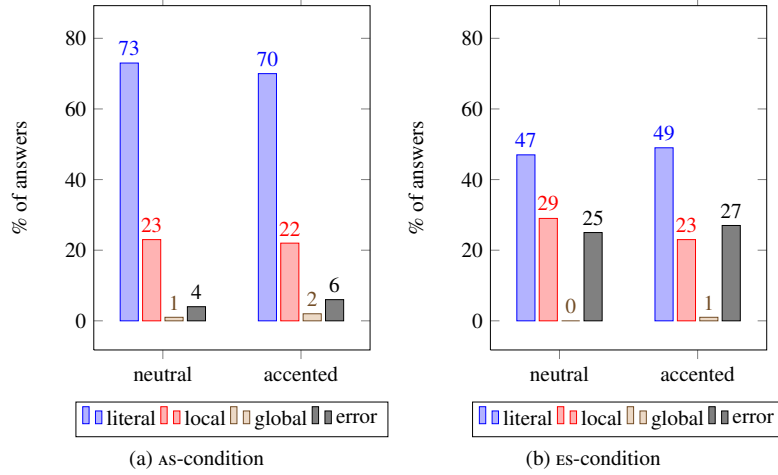 % of answers
80
60
40
20
0
73
23
1
4
70
22
2
6
neutral
accented
literal local global error
(a) AS-condition
% of answers
80
60
40
20
0
47
29
0
25
49
23
1
27
neutral
accented
literal local global error
(b) ES-condition